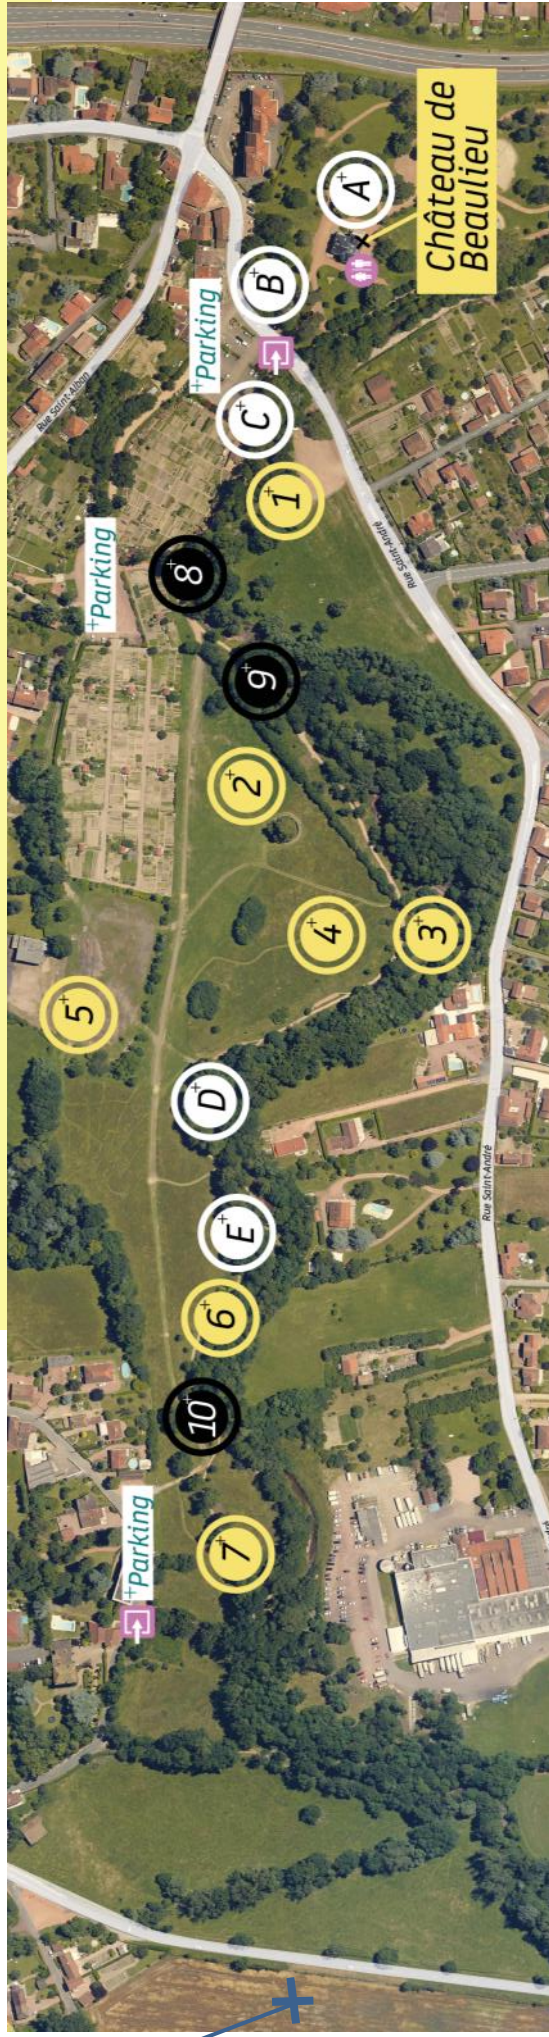 Château de
Beaulieu
A
B
+Parking
Rue Saint-Alban
C
1
+Parking
8
Rue Saint-André
9
2
4
3
5
D
Rue Saint-André
E
6
10
+Parking
7